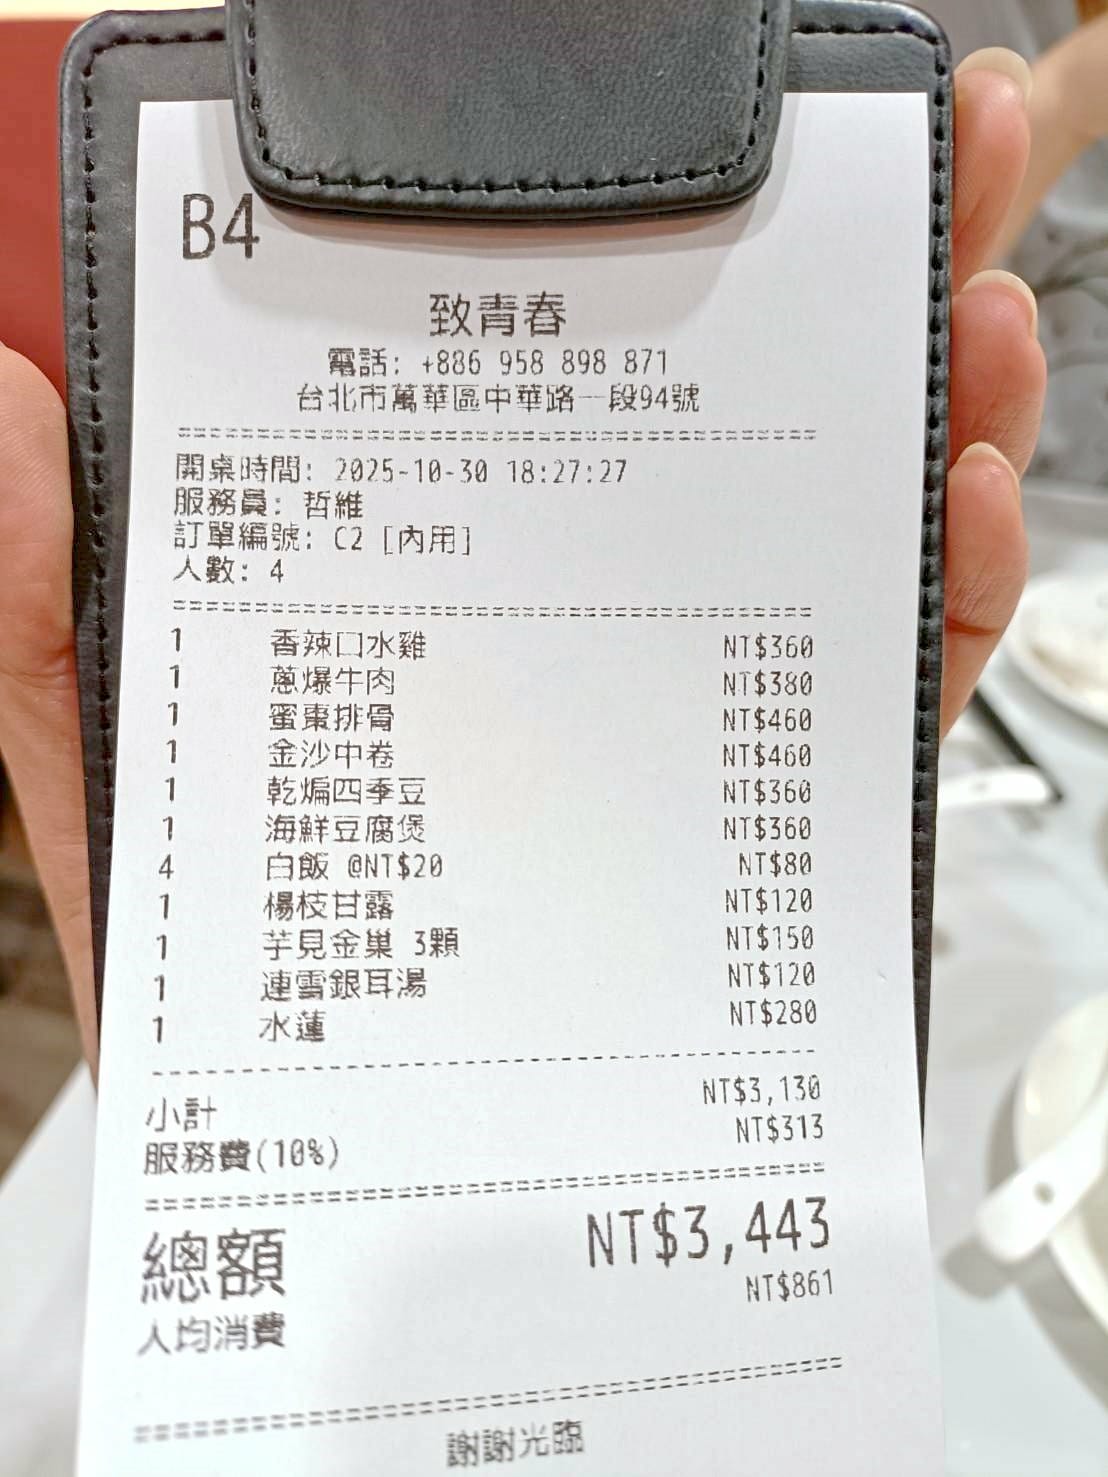 B4
致青春
電話: +886 958 898 871
台北市萬華區中華路一段94號
開桌時間: 2025-10-30 18:27:27
服務員: 哲維
訂單編號: C2 [內用]
人數: 4
1 香辣口水雞 NT$360
1 蔥爆牛肉 NT$380
1 蜜棗排骨 NT$460
1 金沙中卷 NT$460
1 乾煸四季豆 NT$360
1 海鮮豆腐煲 NT$360
4 白飯 @NT$20 NT$80
1 楊枝甘露 NT$120
1 芋見金巢 3顆 NT$150
1 連雪銀耳湯 NT$120
1 水蓮 NT$280
小計 NT$3,130
服務費(10%) NT$313
總額 NT$3,443
人均消費 NT$861
謝謝光臨